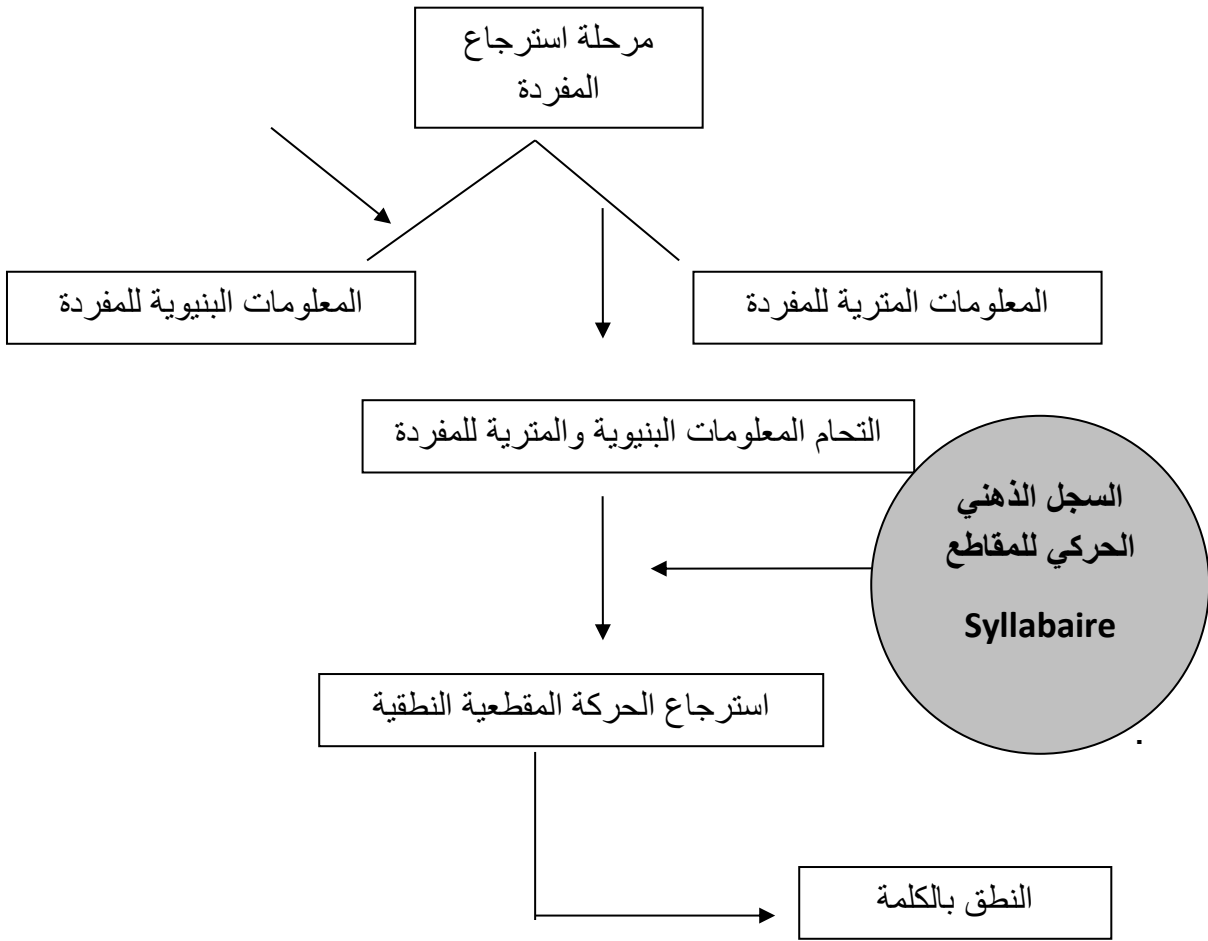 مرحلة استرجاع
المفردة
المعلومات المترية للمفردة
المعلومات البنيوية للمفردة
التحام المعلومات البنيوية والمترية للمفردة
السجل الذهني
الحركي للمقاطع
Syllabaire
استرجاع الحركة المقطعية النطقية
.
النطق بالكلمة